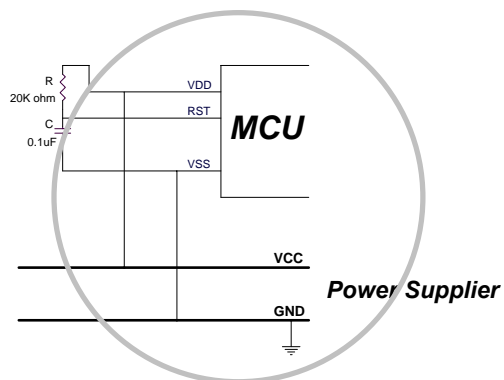 R
20K ohm
C
0.1uF
VDD
RST
VSS
MCU
VCC
Power Supplier
GND